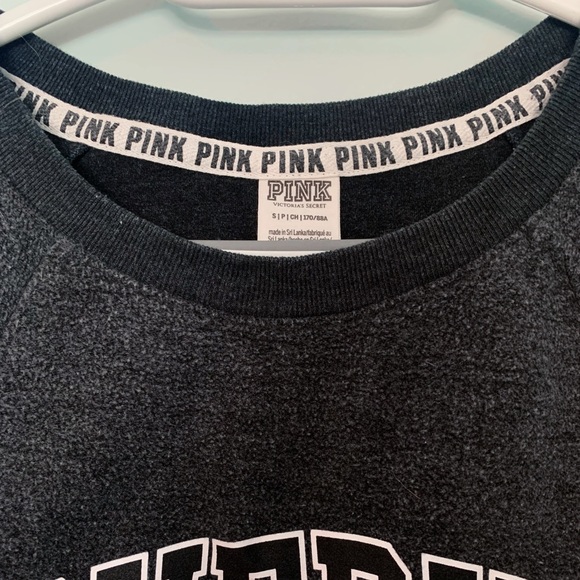 PINK PINK PINK PINK PINK PINK PINK PINK
PINK
VICTORIA'S SECRET
S|P|CH|170/88A
made in Sri Lanka/fabriqué au